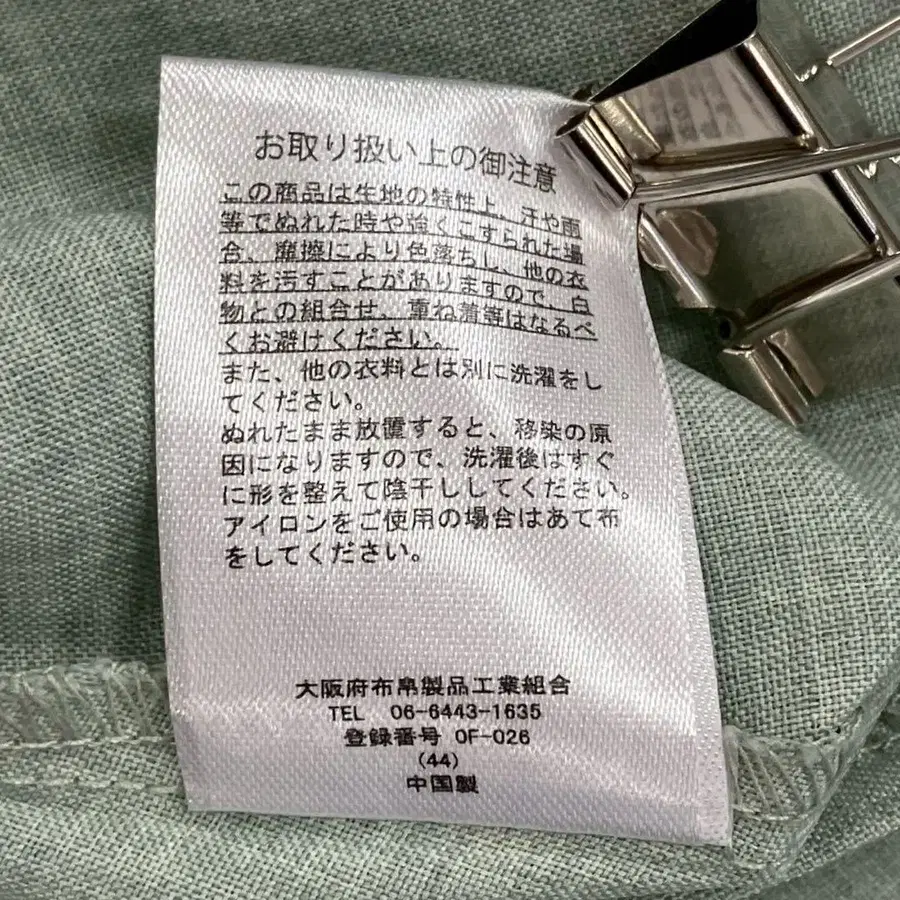 お取り扱い上の御注意
この商品は生地の特性上、汗や雨
等でぬれた時や強くこすられた場
合、摩擦により色落ちし、他の衣
料を汚すことがありますので、白
物との組合せ、重ね着等はなるべ
くお避けください。
また、他の衣料とは別に洗濯をし
てください。
ぬれたまま放置すると、移染の原
因になりますので、洗濯後はすぐ
に形を整えて陰干ししてください。
アイロンをご使用の場合はあて布
をしてください。
大阪府布帛製品工業組合
TEL 06-6443-1635
登録番号 OF-026
(44)
中国製